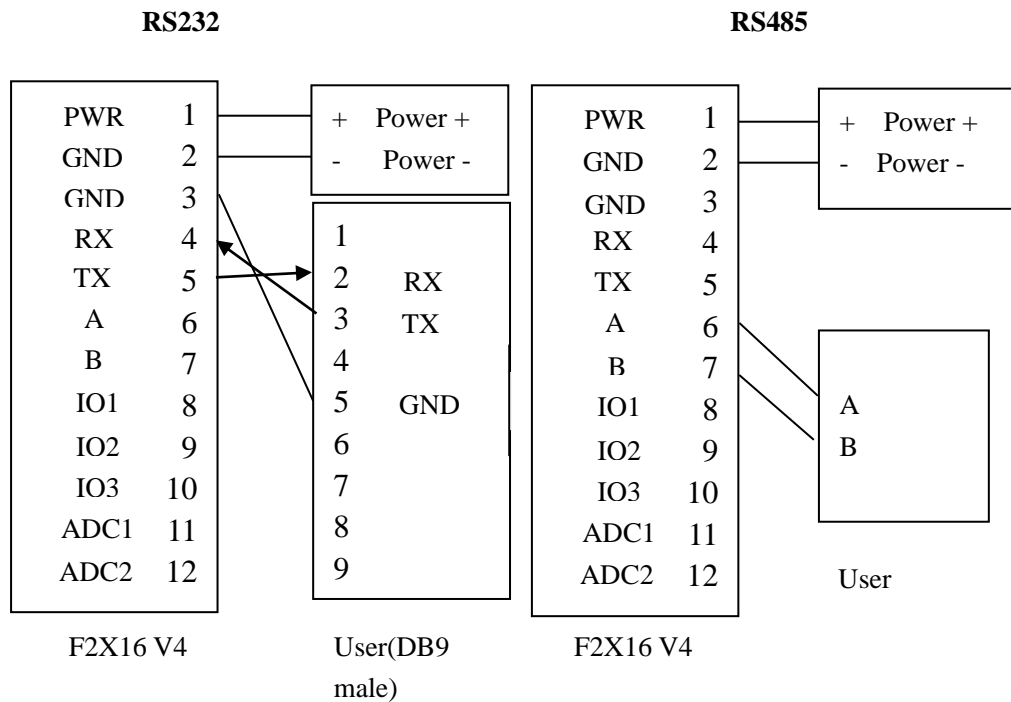 RS232
PWR 1
GND 2
GND 3
RX 4
TX 5
A 6
B 7
IO1 8
IO2 9
IO3 10
ADC1 11
ADC2 12
F2X16 V4
+ Power +
- Power -
1
2 RX
3 TX
4
5 GND
6
7
8
9
User(DB9
male)
RS485
PWR 1
GND 2
GND 3
RX 4
TX 5
A 6
B 7
IO1 8
IO2 9
IO3 10
ADC1 11
ADC2 12
F2X16 V4
+ Power +
- Power -
A
B
User